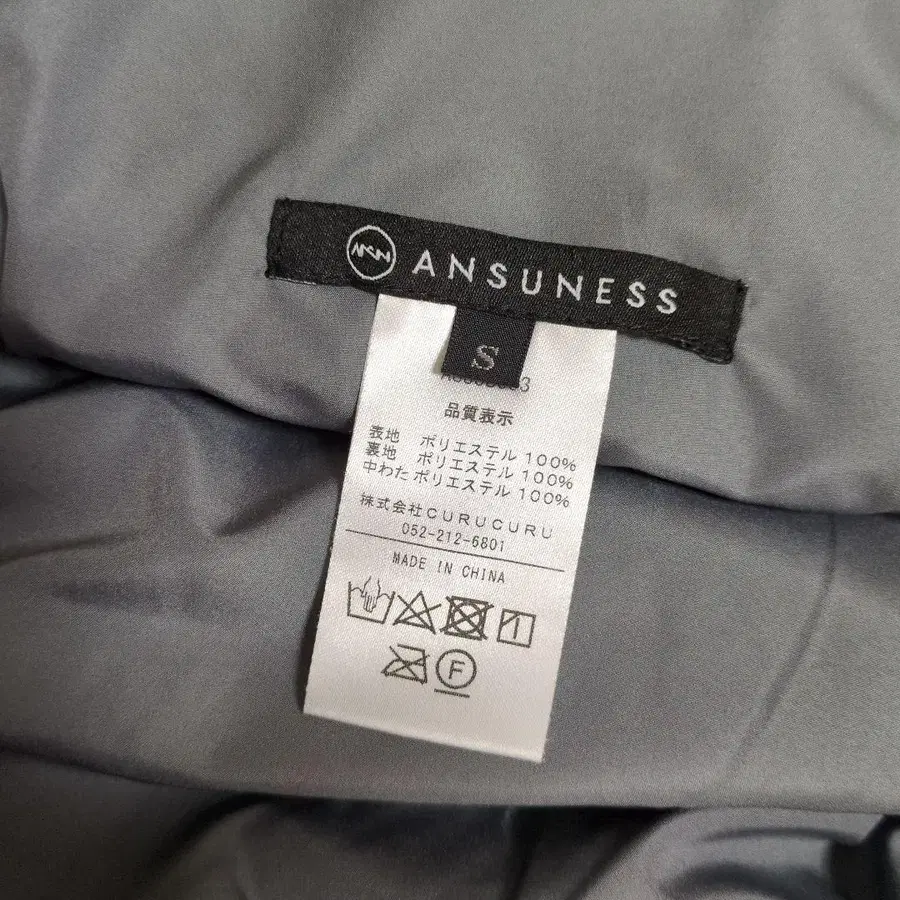 ANSUNESS
S
品質表示
表地 ポリエステル 100%
裏地 ポリエステル 100%
中わた ポリエステル 100%
株式会社CURUCURU
052-212-6801
MADE IN CHINA
F